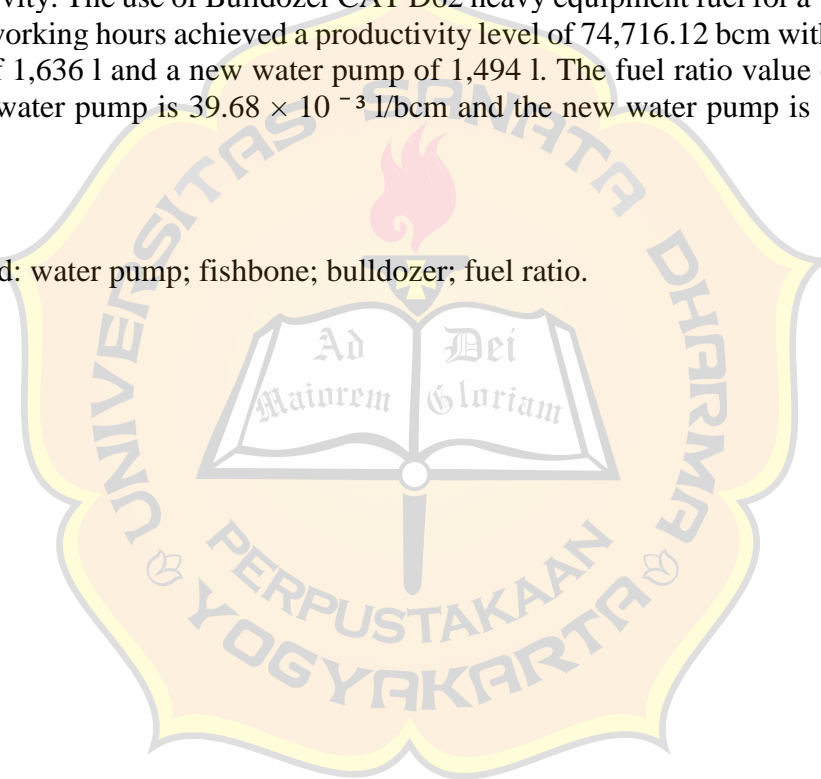 vity. The use of Bulldozer CAT D62 heavy equipment fuel for a
working hours achieved a productivity level of 74,716.12 bcm with
f 1,636 l and a new water pump of 1,494 l. The fuel ratio value
water pump is 39.68 × 10 ⁻³ l/bcm and the new water pump is
d: water pump; fishbone; bulldozer; fuel ratio.
UNIVERSITAS SANATA DHARMA
Ad Dei
Maiorem Gloriam
PERPUSTAKAAN
YOGYAKARTA